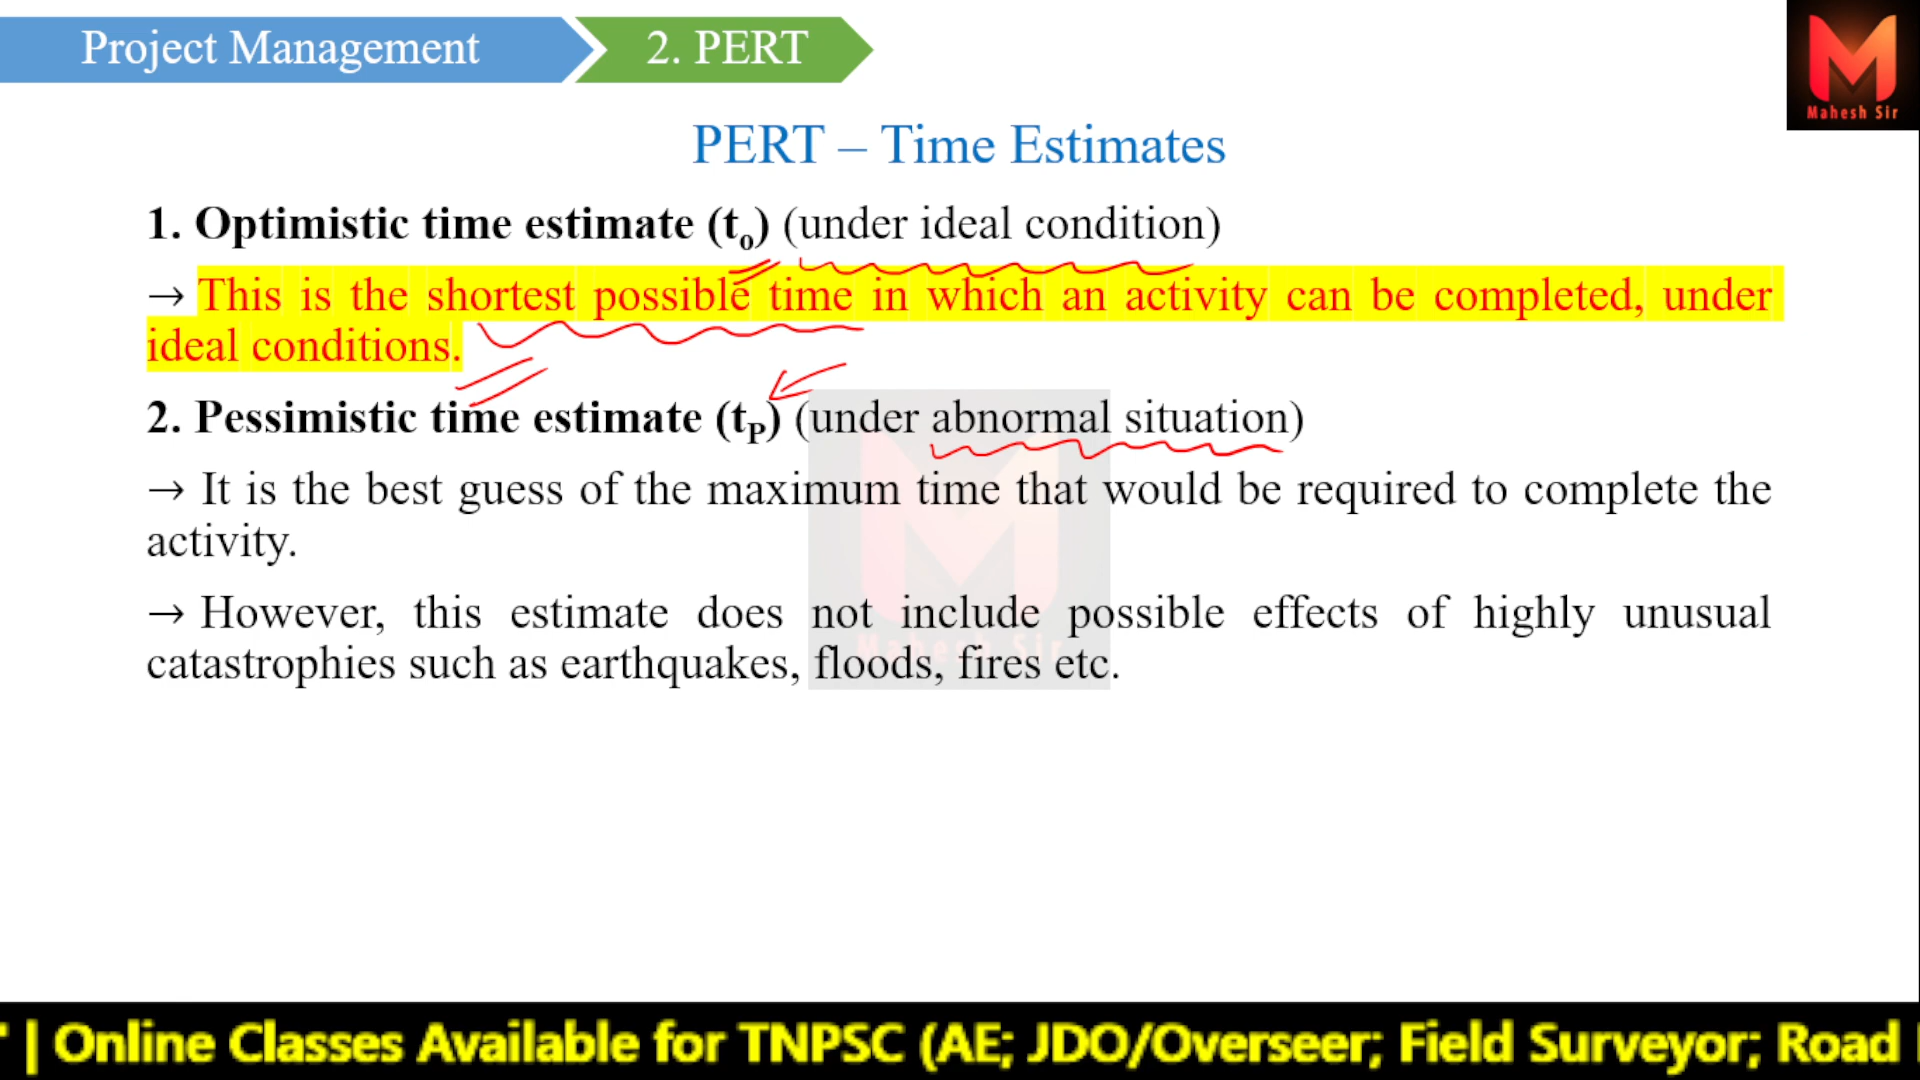 Project Management
2. PERT
Mahesh Sir
PERT – Time Estimates
1. Optimistic time estimate (to) (under ideal condition)
→ This is the shortest possible time in which an activity can be completed, under
ideal conditions.
2. Pessimistic time estimate (tP) (under abnormal situation)
→ It is the best guess of the maximum time that would be required to complete the
activity.
→ However, this estimate does not include possible effects of highly unusual
catastrophies such as earthquakes, floods, fires etc.
Mahesh Sir
| Online Classes Available for TNPSC (AE; JDO/Overseer; Field Surveyor; Road